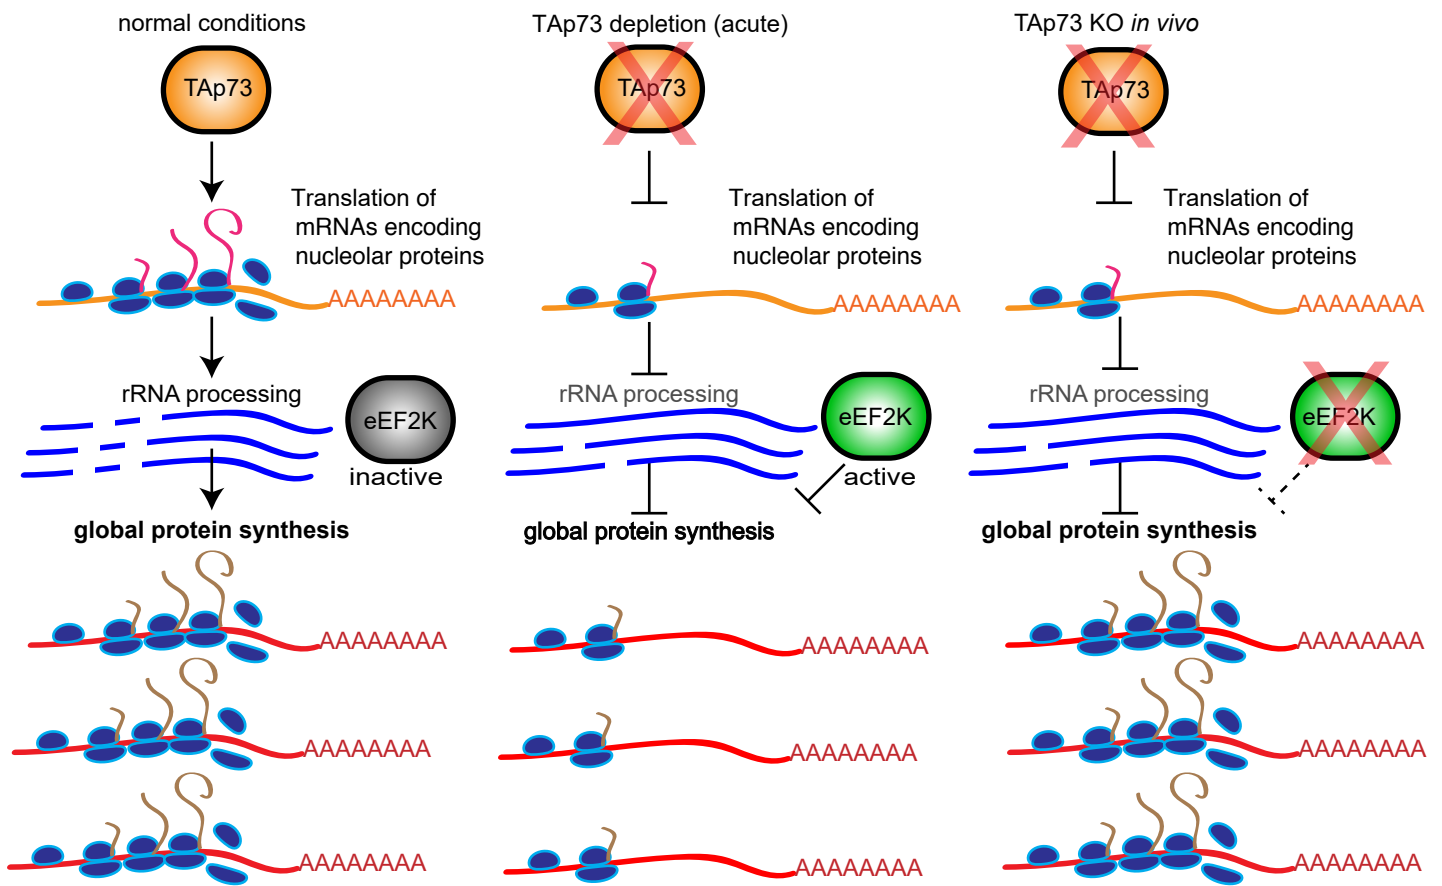 normal conditions
TAp73
Translation of
mRNAs encoding
nucleolar proteins
AAAAAAAA
rRNA processing
eEF2K
inactive
global protein synthesis
AAAAAAAA
AAAAAAAA
AAAAAAAA
TAp73 depletion (acute)
TAp73
Translation of
mRNAs encoding
nucleolar proteins
AAAAAAAA
rRNA processing
eEF2K
active
global protein synthesis
AAAAAAAA
AAAAAAAA
AAAAAAAA
TAp73 KO in vivo
TAp73
Translation of
mRNAs encoding
nucleolar proteins
AAAAAAAA
rRNA processing
eEF2K
global protein synthesis
AAAAAAAA
AAAAAAAA
AAAAAAAA